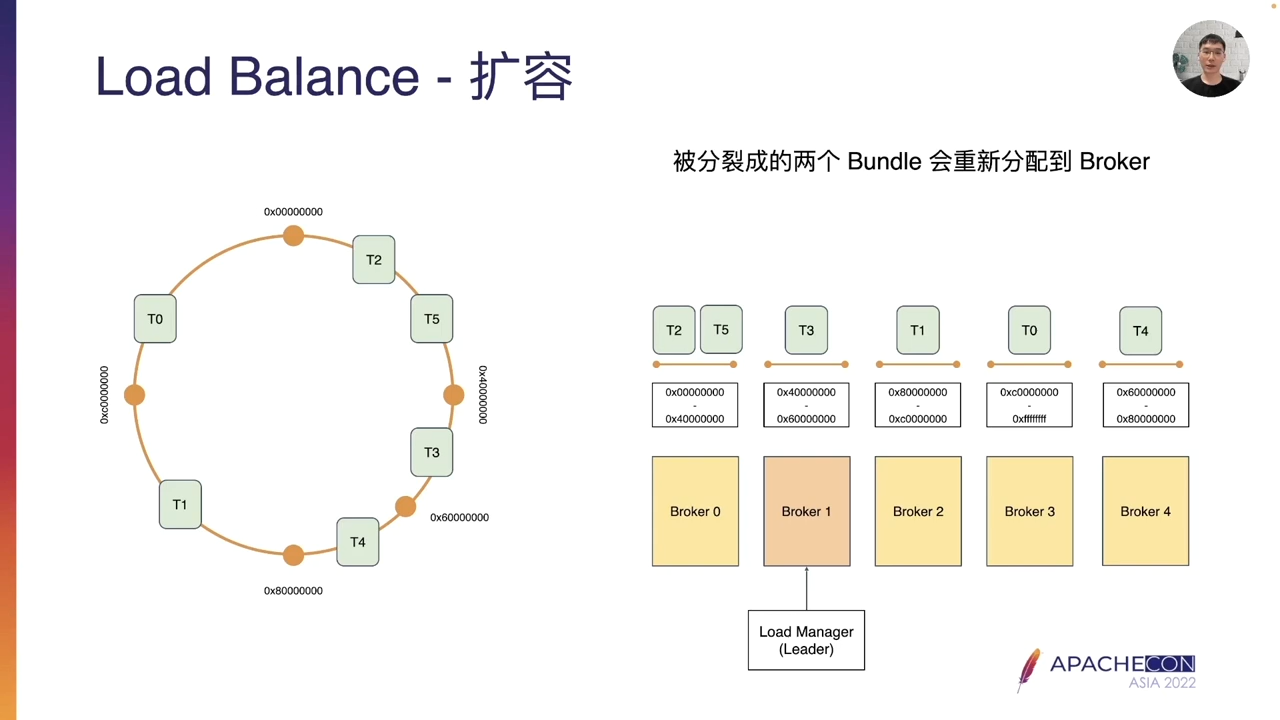 Load Balance - 扩容
被分裂成的两个 Bundle 会重新分配到 Broker
0x00000000
T2
T0
T5
0xc0000000
0x40000000
T3
T1
0x60000000
T4
0x80000000
T2
T5
T3
T1
T0
T4
0x00000000
-
0x40000000
0x40000000
-
0x60000000
0x80000000
-
0xc0000000
0xc0000000
-
0xffffffff
0x60000000
-
0x80000000
Broker 0
Broker 1
Broker 2
Broker 3
Broker 4
Load Manager
(Leader)
APACHECON
ASIA 2022